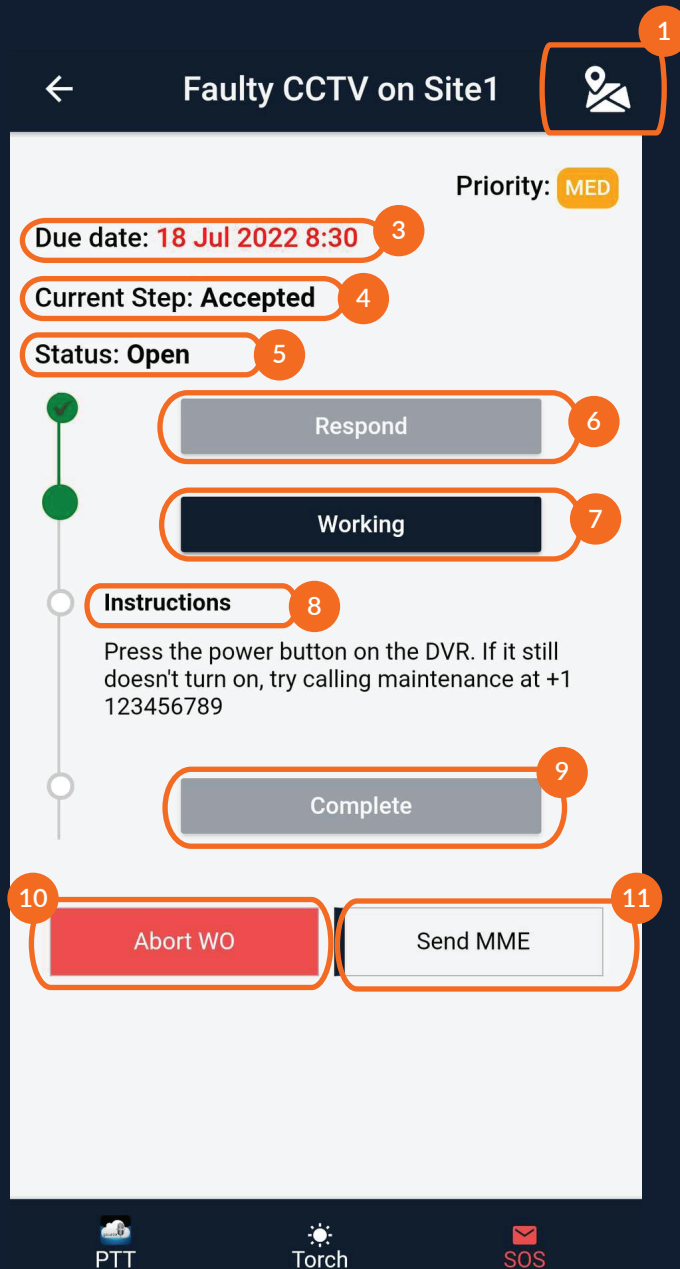 1
Faulty CCTV on Site1
Priority: MED
Due date: 18 Jul 2022 8:30
3
Current Step: Accepted
4
Status: Open
5
Respond
6
Working
7
Instructions
8
Press the power button on the DVR. If it still
doesn't turn on, try calling maintenance at +1
123456789
9
Complete
10
11
Abort WO
Send MME
PTT
Torch
SOS